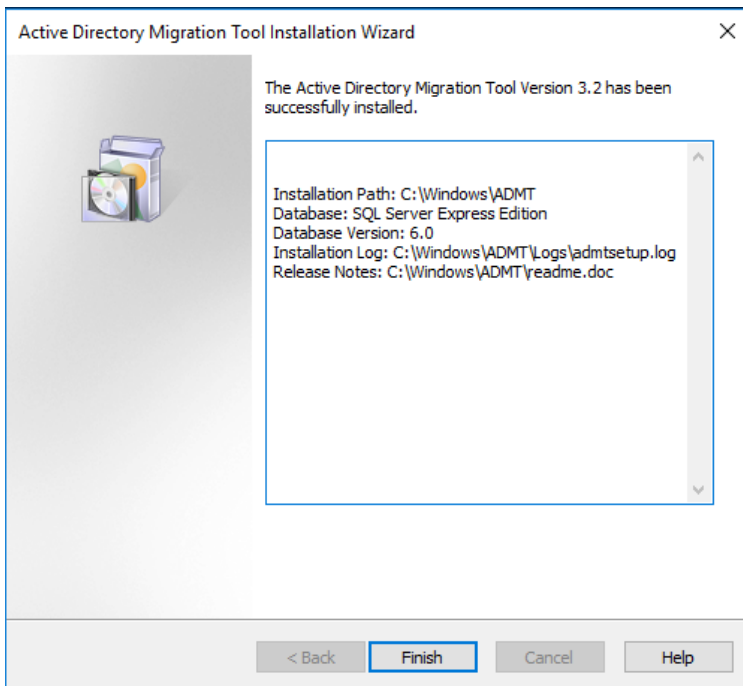 Active Directory Migration Tool Installation Wizard
The Active Directory Migration Tool Version 3.2 has been
successfully installed.
Installation Path: C:\Windows\ADMT
Database: SQL Server Express Edition
Database Version: 6.0
Installation Log: C:\Windows\ADMT\Logs\admtsetup.log
Release Notes: C:\Windows\ADMT\readme.doc
< Back Finish Cancel Help